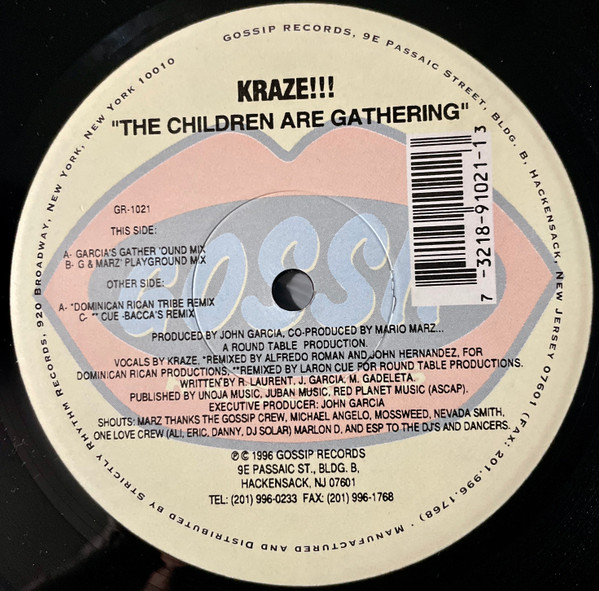 GOSSIP RECORDS, 9E PASSAIC STREET, BLDG. B, HACKENSACK, NEW JERSEY 07601 (FAX: 201-996-1768) · MANUFACTURED AND DISTRIBUTED BY STRICTLY RHYTHM RECORDS, 920 BROADWAY, NEW YORK, NEW YORK 10010
KRAZE!!!
"THE CHILDREN ARE GATHERING"
7 3218-91021-1 3
GR-1021
THIS SIDE:
A- GARCIA'S GATHER 'OUND MIX
B- G & MARZ' PLAYGROUND MIX
GOSSIP
OTHER SIDE:
A- *DOMINICAN RICAN TRIBE REMIX
C- ** CUE -BACCA'S REMIX
PRODUCED BY JOHN GARCIA, CO-PRODUCED BY MARIO MARZ...
A ROUND TABLE PRODUCTION.
VOCALS BY KRAZE, *REMIXED BY ALFREDO ROMAN AND JOHN HERNANDEZ, FOR
DOMINICAN RICAN PRODUCTIONS, **REMIXED BY LARON CUE FOR ROUND TABLE PRODUCTIONS.
WRITTEN BY R. LAURENT, J. GARCIA, M. GADELETA.
PUBLISHED BY UNOJA MUSIC, JUBAN MUSIC, RED PLANET MUSIC (ASCAP).
EXECUTIVE PRODUCER: JOHN GARCIA
SHOUTS: MARZ THANKS THE GOSSIP CREW, MICHAEL ANGELO, MOSSWEED, NEVADA SMITH,
ONE LOVE CREW (ALI, ERIC, DANNY, DJ SOLAR) MARLON D, AND ESP TO THE DJ'S AND DANCERS.
℗ © 1996 GOSSIP RECORDS
9E PASSAIC ST., BLDG. B,
HACKENSACK, NJ 07601
TEL: (201) 996-0233 FAX: (201) 996-1768